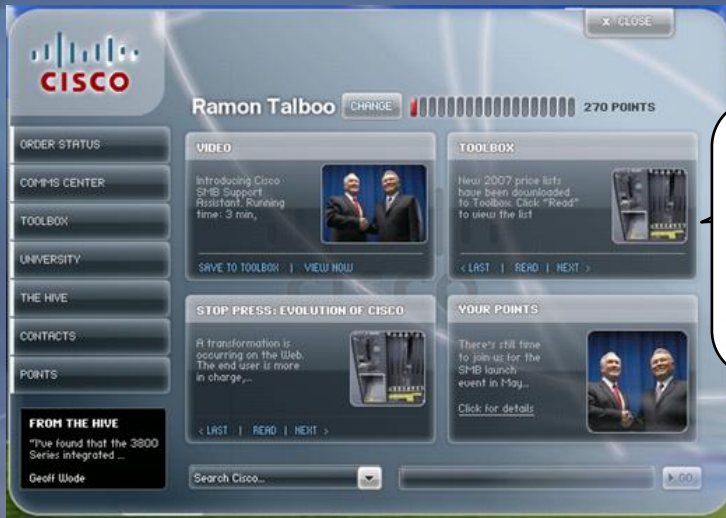 X CLOSE
CISCO
Ramon Talboo CHANGE 270 POINTS
ORDER STATUS
COMMS CENTER
TOOLBOX
UNIVERSITY
THE HIVE
CONTACTS
POINTS
FROM THE HIVE
"I've found that the 3800
Series integrated ...
Geoff Wode
VIDEO
Introducing Cisco
SMB Support
Assistant. Running
time: 3 min,
SAVE TO TOOLBOX | VIEW NOW
TOOLBOX
New 2007 price lists
have been downloaded
to Toolbox. Click "Read"
to view the list
< LAST | READ | NEXT >
STOP PRESS: EVOLUTION OF CISCO
A transformation is
occurring on the Web.
The end user is more
in charge,...
< LAST | READ | NEXT >
YOUR POINTS
There's still time
to join us for the
SMB launch
event in May...
Click for details
Search Cisco...
GO
CISCO